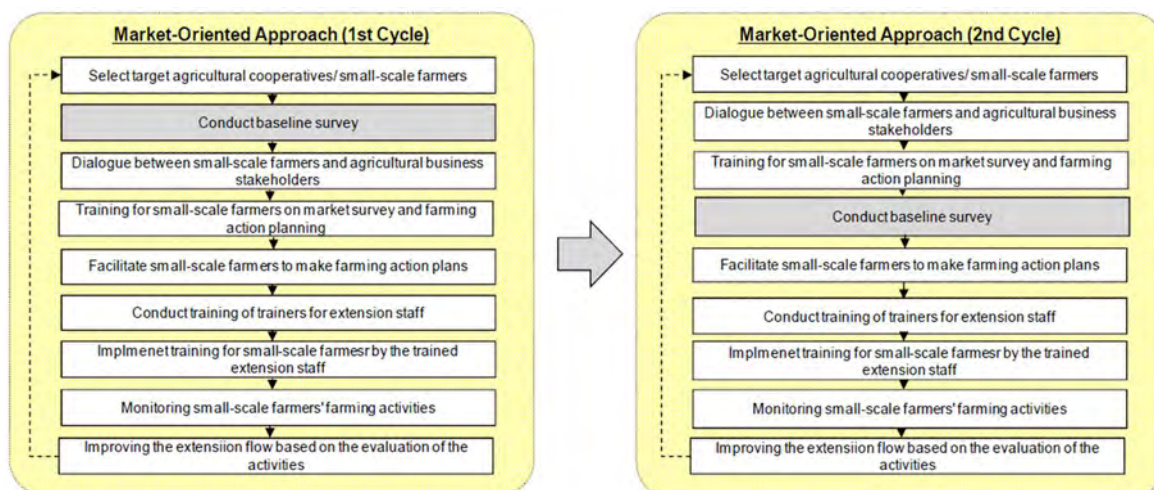 Market-Oriented Approach (1st Cycle)
Select target agricultural cooperatives/ small-scale farmers
Conduct baseline survey
Dialogue between small-scale farmers and agricultural business
stakeholders
Training for small-scale farmers on market survey and farming
action planning
Facilitate small-scale farmers to make farming action plans
Conduct training of trainers for extension staff
Implmenet training for small-scale farmesr by the trained
extension staff
Monitoring small-scale farmers' farming activities
Improving the extensiion flow based on the evaluation of the
activities
Market-Oriented Approach (2nd Cycle)
Select target agricultural cooperatives/ small-scale farmers
Dialogue between small-scale farmers and agricultural business
stakeholders
Training for small-scale farmers on market survey and farming
action planning
Conduct baseline survey
Facilitate small-scale farmers to make farming action plans
Conduct training of trainers for extension staff
Implmenet training for small-scale farmesr by the trained
extension staff
Monitoring small-scale farmers' farming activities
Improving the extensiion flow based on the evaluation of the
activities